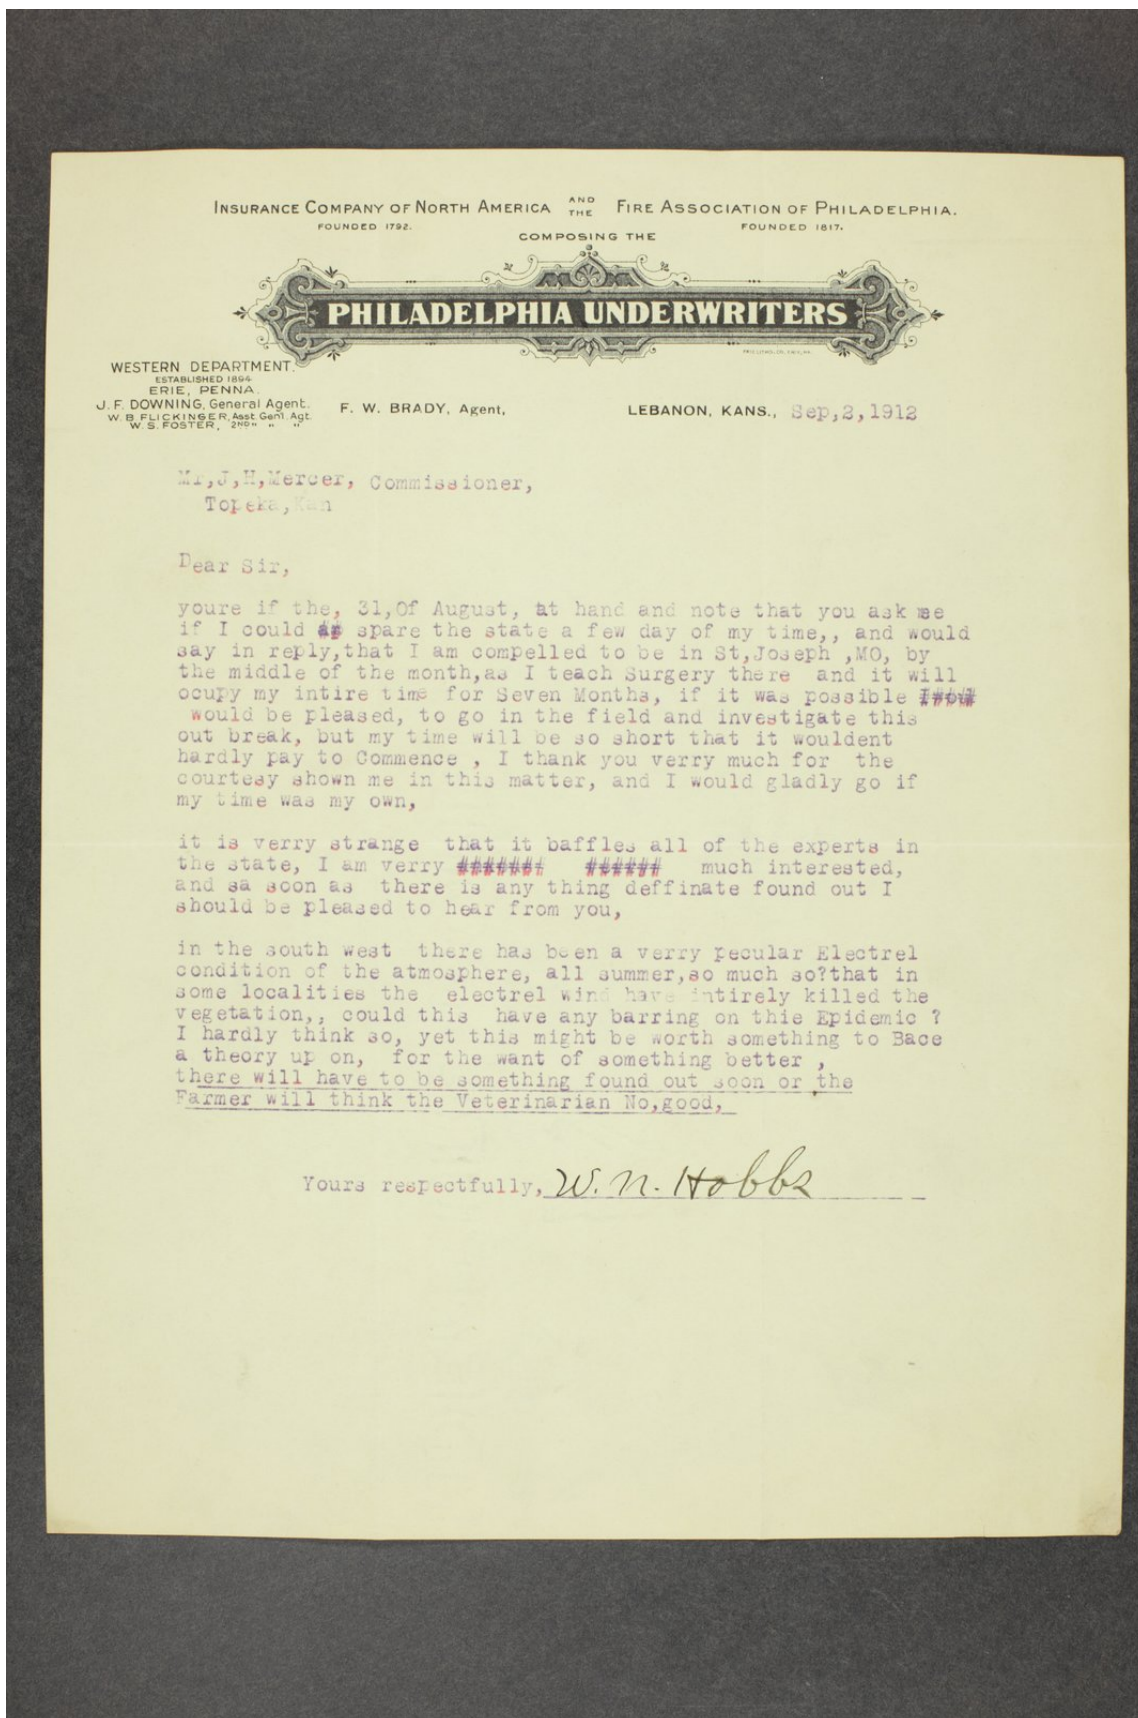 INSURANCE COMPANY OF NORTH AMERICA AND THE FIRE ASSOCIATION OF PHILADELPHIA.
FOUNDED 1792. FOUNDED 1817.
COMPOSING THE
PHILADELPHIA UNDERWRITERS
WESTERN DEPARTMENT.
ESTABLISHED 1894
ERIE, PENNA.
J. F. DOWNING, General Agent.
W. B. FLICKINGER, Asst. Gen'l. Agt.
W. S. FOSTER, 2ND " " "
F. W. BRADY, Agent, LEBANON, KANS., Sep,2,1912
Mr,J,H,Mercer, Commissioner,
Topeka,Kan
Dear Sir,
youre if the, 31,Of August, at hand and note that you ask me
if I could spare the state a few day of my time,, and would
say in reply,that I am compelled to be in St,Joseph ,MO, by
the middle of the month,as I teach Surgery there and it will
ocupy my intire time for Seven Months, if it was possible
would be pleased, to go in the field and investigate this
out break, but my time will be so short that it wouldent
hardly pay to Commence , I thank you verry much for the
courtesy shown me in this matter, and I would gladly go if
my time was my own,
it is verry strange that it baffles all of the experts in
the state, I am verry ####### ###### much interested,
and sa soon as there is any thing deffinate found out I
should be pleased to hear from you,
in the south west there has been a verry pecular Electrel
condition of the atmosphere, all summer,so much so?that in
some localities the electrel wind have intirely killed the
vegetation,, could this have any barring on thie Epidemic ?
I hardly think so, yet this might be worth something to Bace
a theory up on, for the want of something better ,
there will have to be something found out soon or the
Farmer will think the Veterinarian No,good,
Yours respectfully, W. N. Hobbs